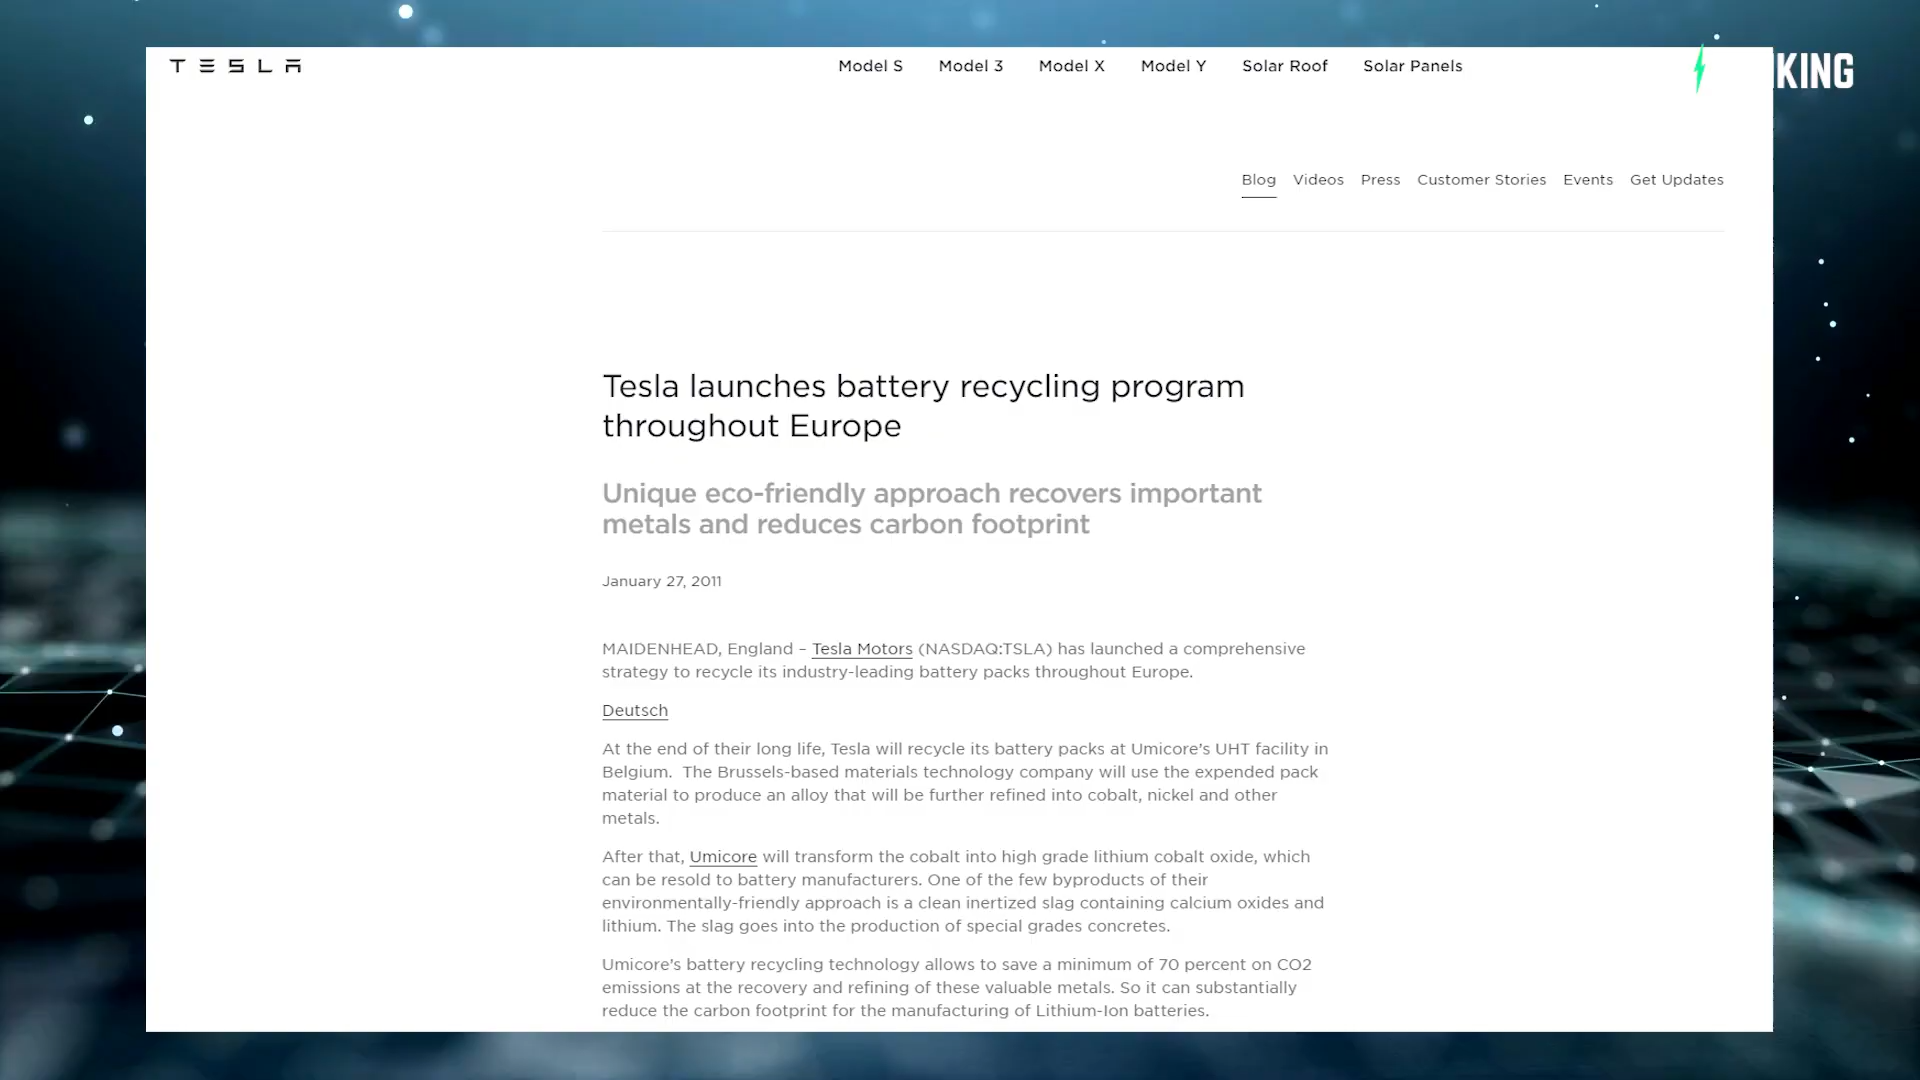 TESLA
Model S Model 3 Model X Model Y Solar Roof Solar Panels
KING
Blog Videos Press Customer Stories Events Get Updates
Tesla launches battery recycling program
throughout Europe
Unique eco-friendly approach recovers important
metals and reduces carbon footprint
January 27, 2011
MAIDENHEAD, England – Tesla Motors (NASDAQ:TSLA) has launched a comprehensive
strategy to recycle its industry-leading battery packs throughout Europe.
Deutsch
At the end of their long life, Tesla will recycle its battery packs at Umicore’s UHT facility in
Belgium. The Brussels-based materials technology company will use the expended pack
material to produce an alloy that will be further refined into cobalt, nickel and other
metals.
After that, Umicore will transform the cobalt into high grade lithium cobalt oxide, which
can be resold to battery manufacturers. One of the few byproducts of their
environmentally-friendly approach is a clean inertized slag containing calcium oxides and
lithium. The slag goes into the production of special grades concretes.
Umicore’s battery recycling technology allows to save a minimum of 70 percent on CO2
emissions at the recovery and refining of these valuable metals. So it can substantially
reduce the carbon footprint for the manufacturing of Lithium-Ion batteries.